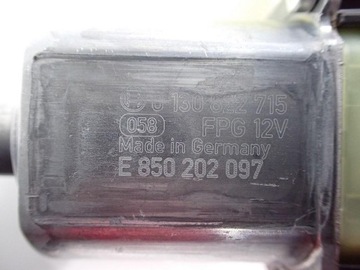 0 130 822 715
058 FPG 12V
Made in Germany
E 850 202 097